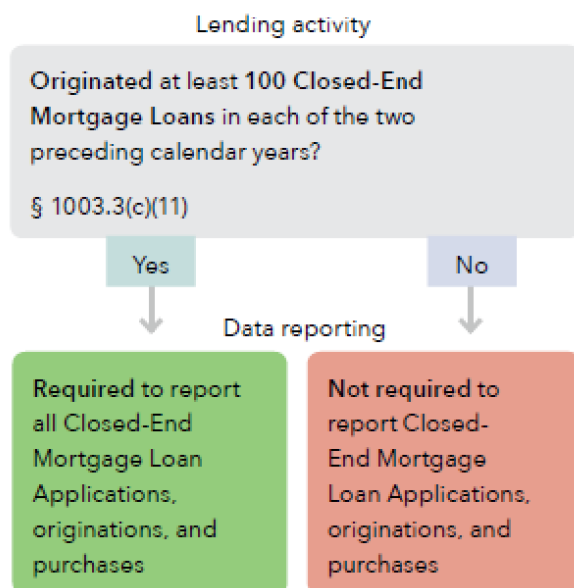 Lending activity
Originated at least 100 Closed-End
Mortgage Loans in each of the two
preceding calendar years?
§ 1003.3(c)(11)
Yes
No
Data reporting
Required to report
all Closed-End
Mortgage Loan
Applications,
originations, and
purchases
Not required to
report Closed-
End Mortgage
Loan Applications,
originations, and
purchases